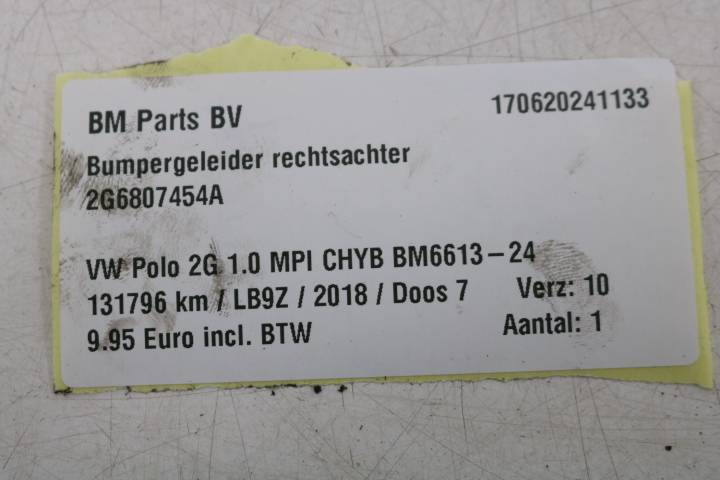 BM Parts BV 170620241133
Bumpergeleider rechtsachter
2G6807454A
VW Polo 2G 1.0 MPI CHYB BM6613-24
131796 km / LB9Z / 2018 / Doos 7 Verz: 10
9.95 Euro incl. BTW Aantal: 1